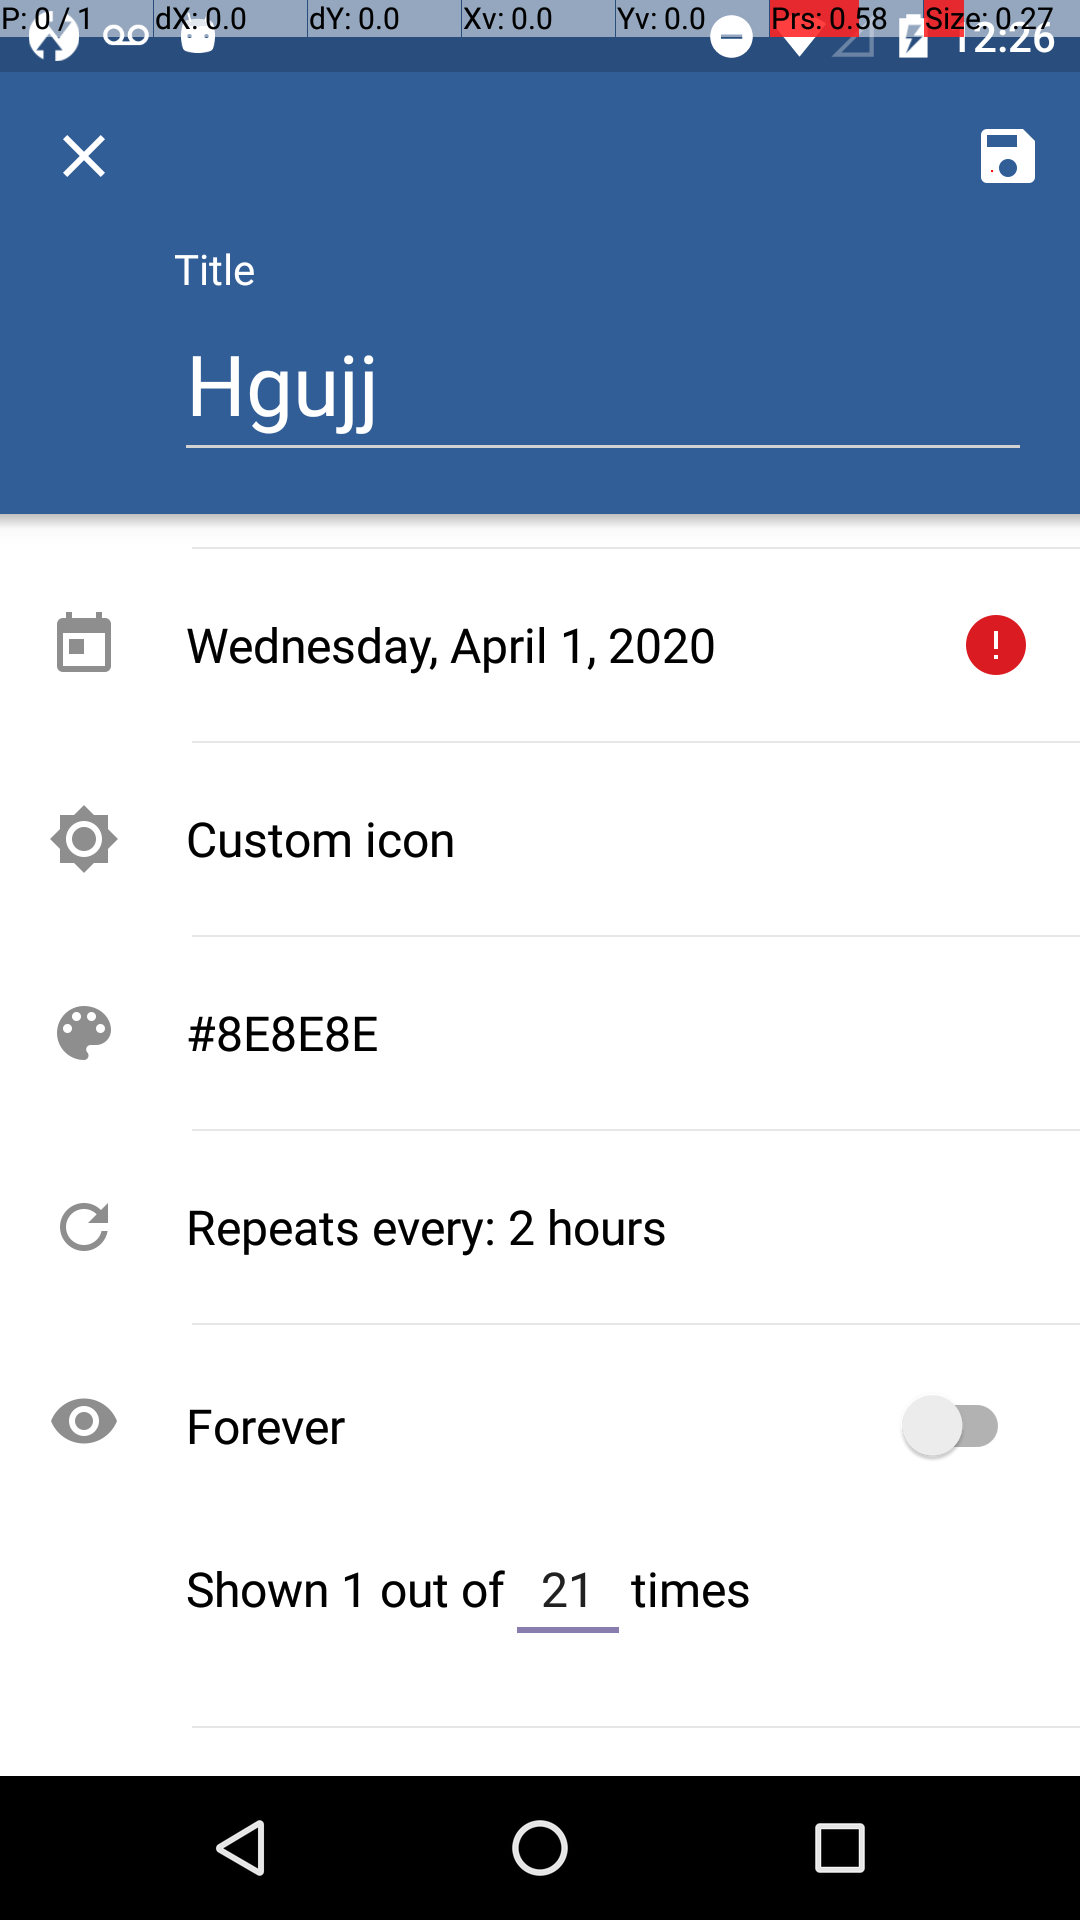 P: 0 / 1 dX: 0.0 dY: 0.0 Xv: 0.0 Yv: 0.0 Prs: 0.58 Size: 0.27
12:26
Title
Hgujj
Wednesday, April 1, 2020
Custom icon
#8E8E8E
Repeats every: 2 hours
Forever
Shown 1 out of 21 times